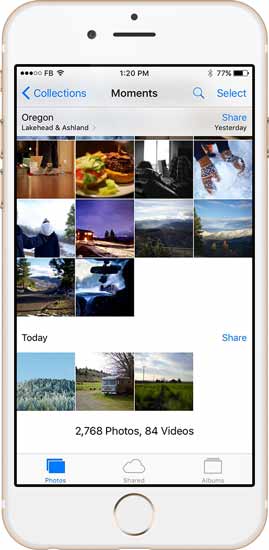 FB 1:20 PM 77%
Collections Moments Select
Oregon Share
Lakehead & Ashland > Yesterday
Today Share
2,768 Photos, 84 Videos
Photos Shared Albums